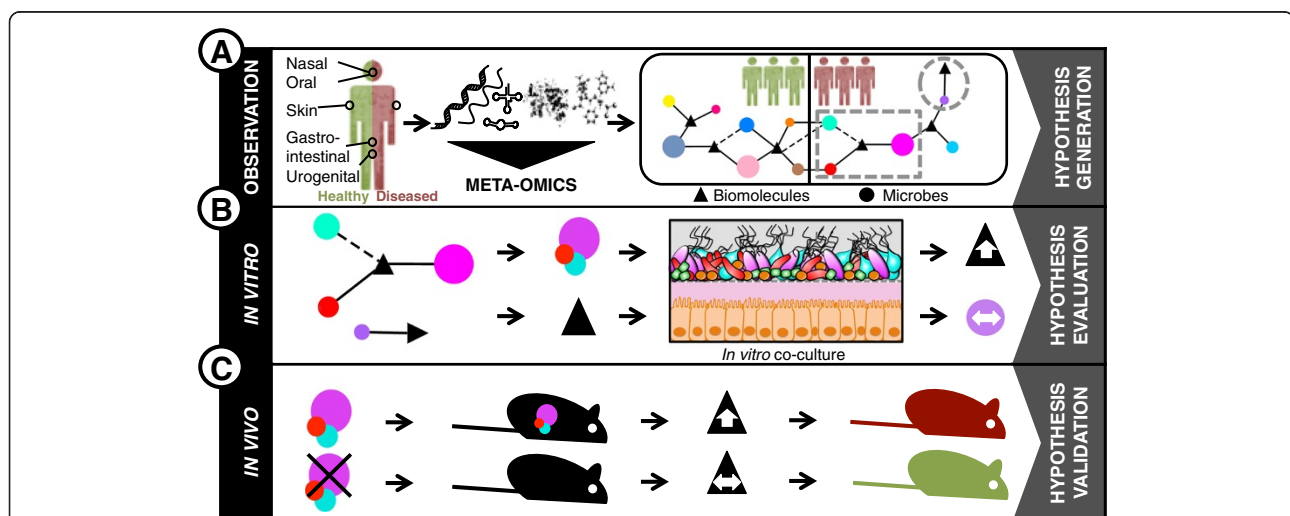 A
OBSERVATION
Nasal
Oral
Skin
Gastro-
intestinal
Urogenital
Healthy Diseased
META-OMICS
Biomolecules
Microbes
HYPOTHESIS
GENERATION
B
IN VITRO
In vitro co-culture
HYPOTHESIS
EVALUATION
C
IN VIVO
HYPOTHESIS
VALIDATION